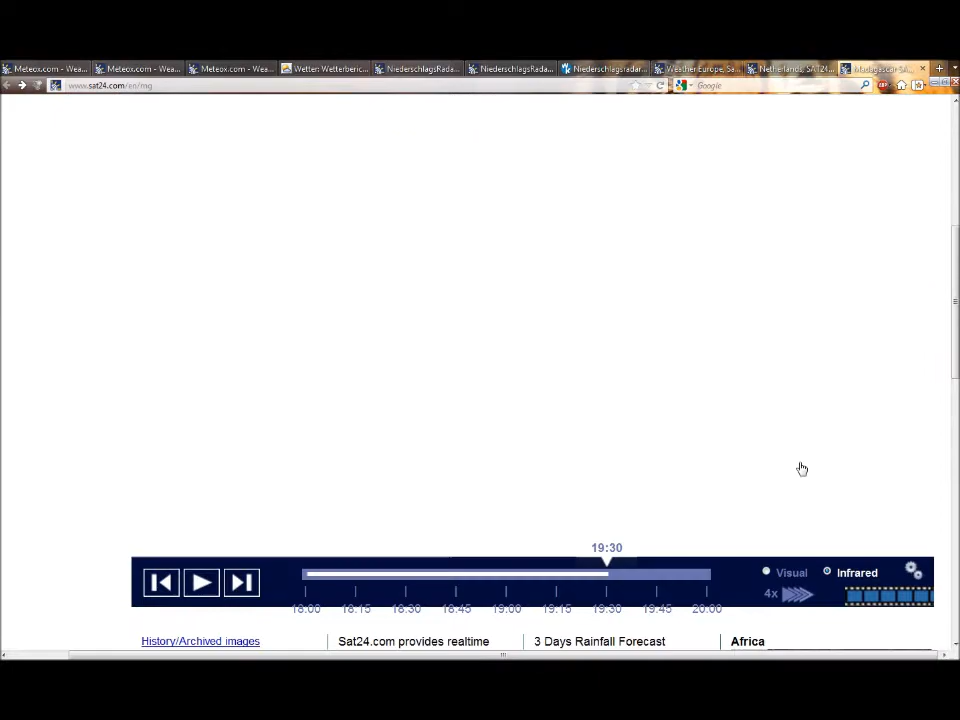 Meteox.com - Wea... Meteox.com - Wea... Meteox.com - Wea... Wetter: Wetterberic... NiederschlagsRada... NiederschlagsRada... Niederschlagsradar... Weather Europe, Sa... Netherlands, SAT24... Madagascar SA...
www.sat24.com/en/mg Google
19:30
Visual Infrared
4x
18:00 18:15 18:30 18:45 19:00 19:15 19:30 19:45 20:00
History/Archived images Sat24.com provides realtime 3 Days Rainfall Forecast Africa